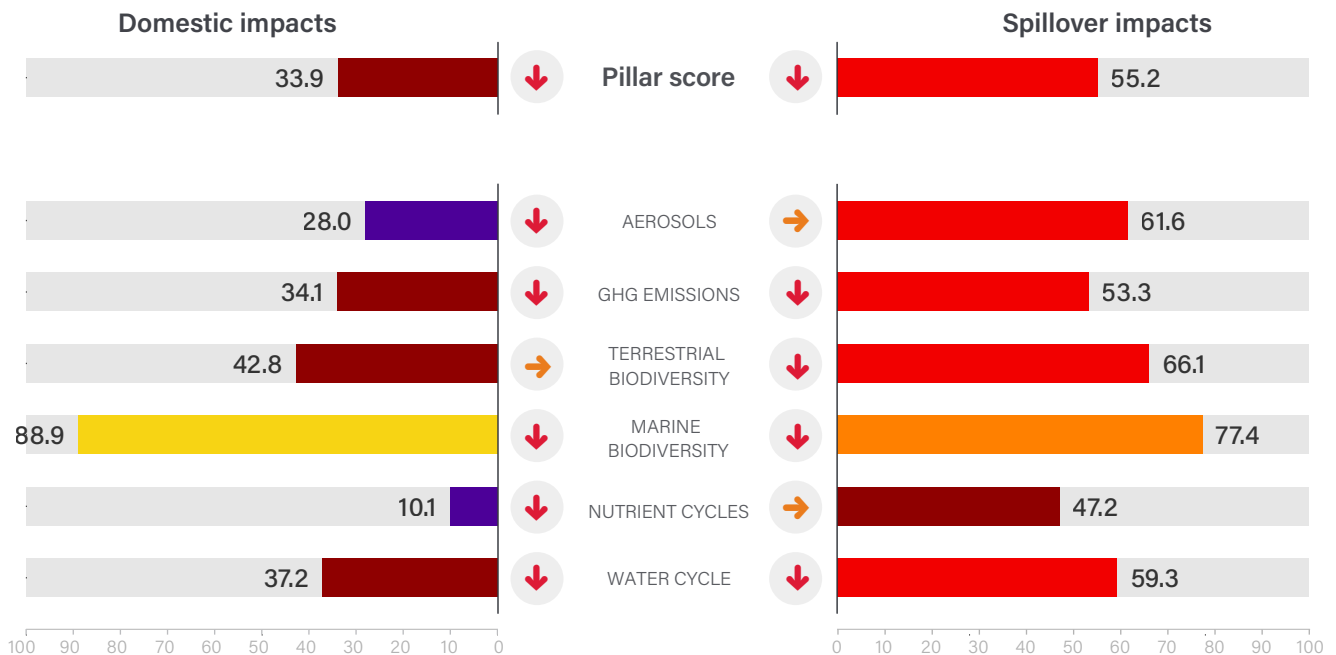 Domestic impacts Spillover impacts
33.9 Pillar score 55.2
28.0 AEROSOLS 61.6
34.1 GHG EMISSIONS 53.3
42.8 TERRESTRIAL 66.1
BIODIVERSITY
88.9 MARINE 77.4
BIODIVERSITY
10.1 NUTRIENT CYCLES 47.2
37.2 WATER CYCLE 59.3
100 90 80 70 60 50 40 30 20 10 0 0 10 20 30 40 50 60 70 80 90 100